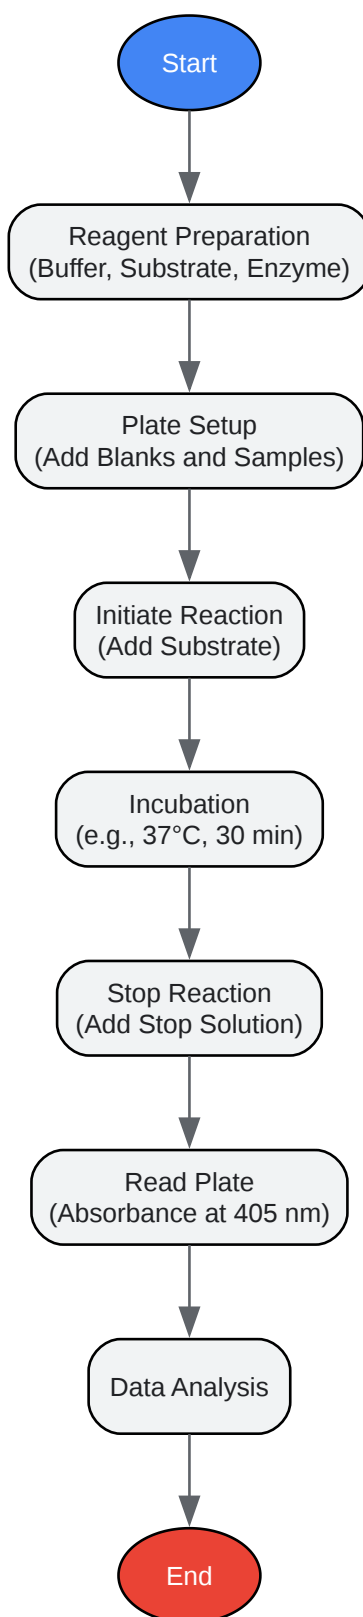 Start
Reagent Preparation
(Buffer, Substrate, Enzyme)
Plate Setup
(Add Blanks and Samples)
Initiate Reaction
(Add Substrate)
Incubation
(e.g., 37°C, 30 min)
Stop Reaction
(Add Stop Solution)
Read Plate
(Absorbance at 405 nm)
Data Analysis
End